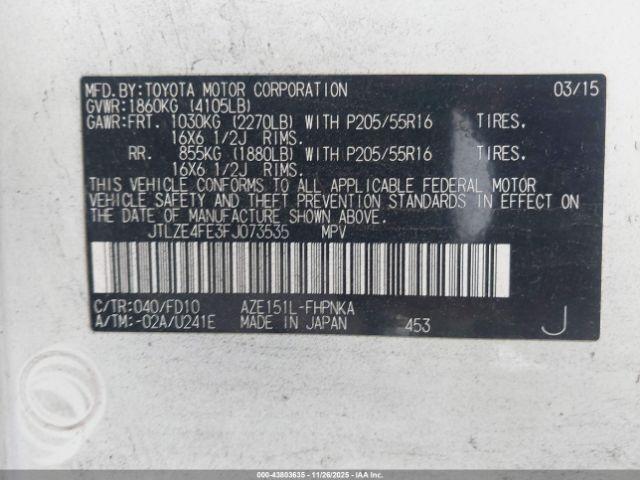 MFD.BY:TOYOTA MOTOR CORPORATION 03/15
GVWR:1860KG (4105LB)
GAWR:FRT. 1030KG (2270LB) WITH P205/55R16 TIRES.
16X6 1/2J RIMS.
RR. 855KG (1880LB) WITH P205/55R16 TIRES.
16X6 1/2J RIMS.
THIS VEHICLE CONFORMS TO ALL APPLICABLE FEDERAL MOTOR
VEHICLE SAFETY AND THEFT PREVENTION STANDARDS IN EFFECT ON
THE DATE OF MANUFACTURE SHOWN ABOVE.
JTLZE4FE3FJ073535 MPV
C/TR:040/FD10 AZE151L-FHPNKA
A/TM:-02A/U241E MADE IN JAPAN 453 J
000-43803635 - 11/26/2025 - IAAI.CA